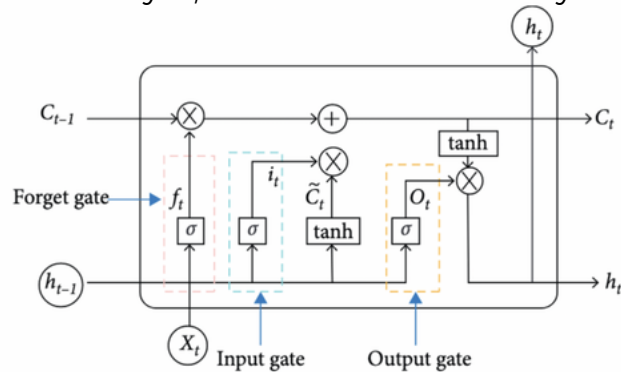 h_t
C_{t-1}
C_t
tanh
i_t
Forget gate
f_t
C̃_t
O_t
σ
σ
tanh
σ
h_{t-1}
h_t
X_t
Input gate
Output gate